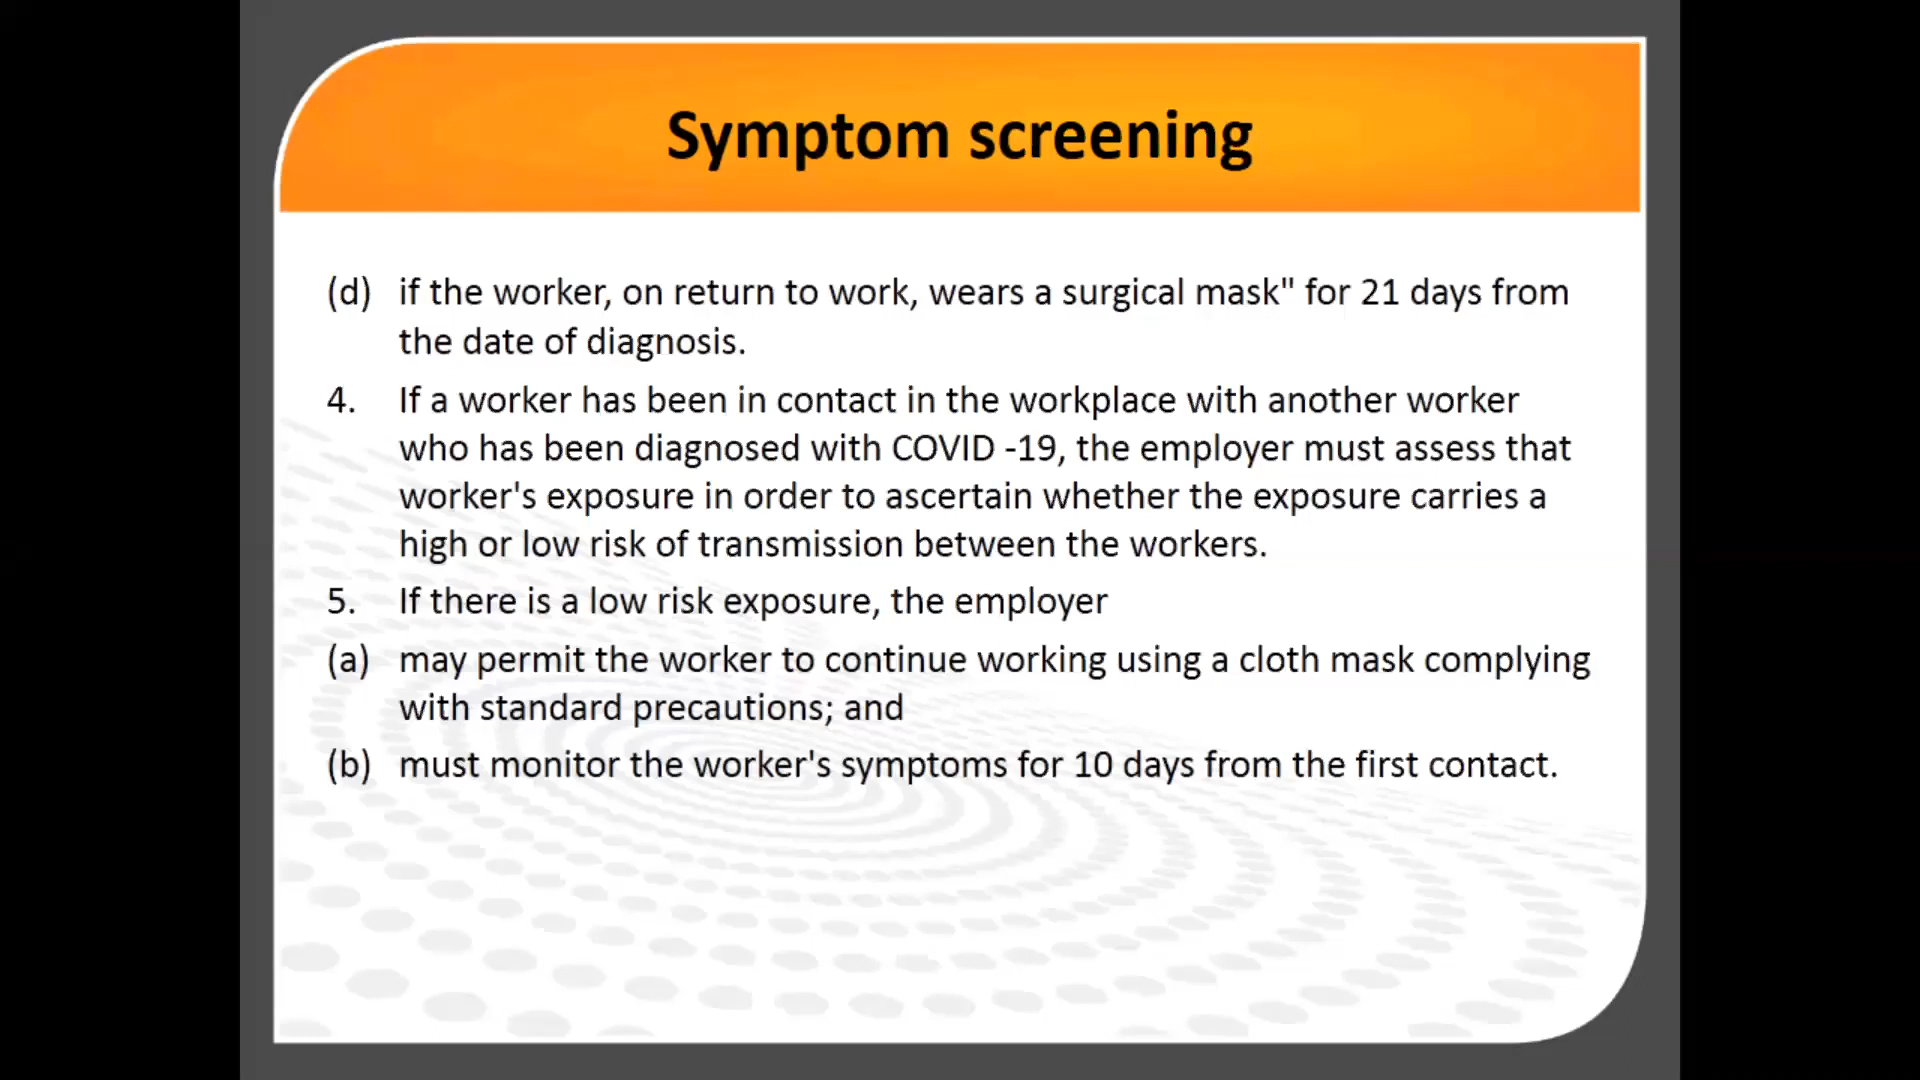 Symptom screening
(d) if the worker, on return to work, wears a surgical mask" for 21 days from
the date of diagnosis.
4. If a worker has been in contact in the workplace with another worker
who has been diagnosed with COVID -19, the employer must assess that
worker's exposure in order to ascertain whether the exposure carries a
high or low risk of transmission between the workers.
5. If there is a low risk exposure, the employer
(a) may permit the worker to continue working using a cloth mask complying
with standard precautions; and
(b) must monitor the worker's symptoms for 10 days from the first contact.